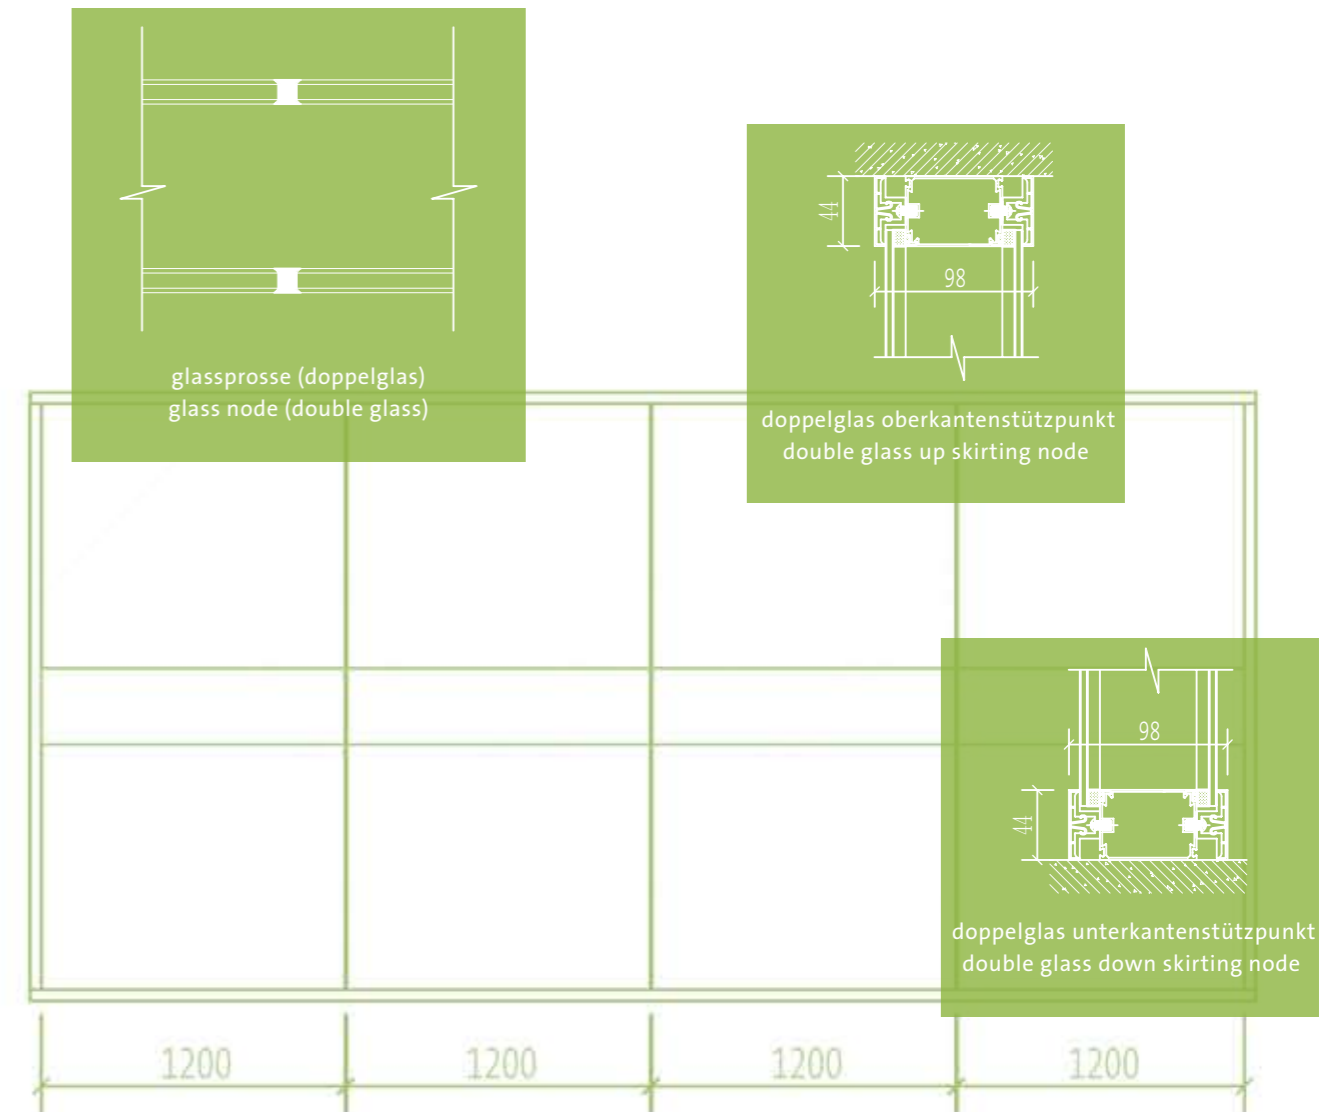 glassprosse (doppelglas)
glass node (double glass)
44
98
doppelglas oberkantenstützpunkt
double glass up skirting node
98
44
doppelglas unterkantenstützpunkt
double glass down skirting node
1200
1200
1200
1200